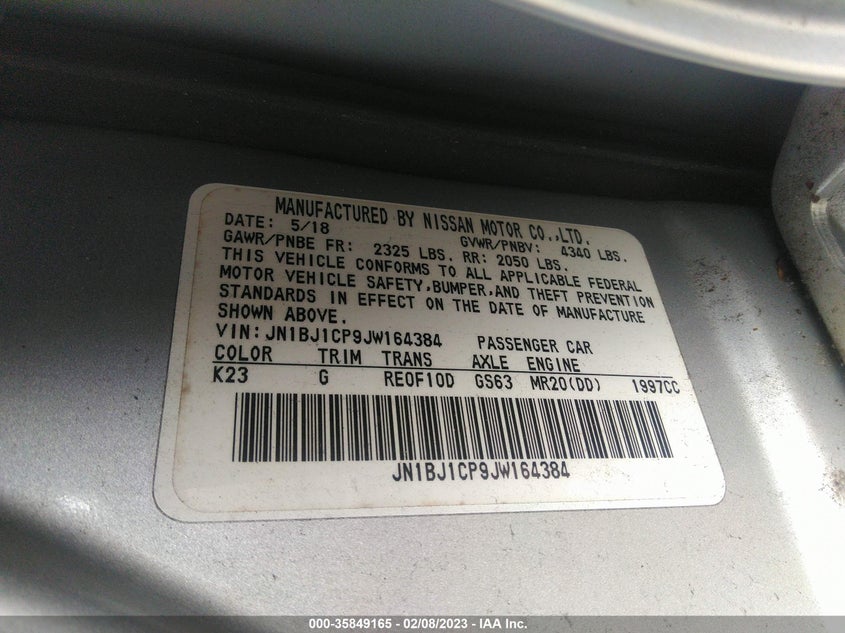 MANUFACTURED BY NISSAN MOTOR CO.,LTD.
DATE: 5/18 GVWR/PNBV: 4340 LBS.
GAWR/PNBE FR: 2325 LBS. RR: 2050 LBS.
THIS VEHICLE CONFORMS TO ALL APPLICABLE FEDERAL
MOTOR VEHICLE SAFETY,BUMPER,AND THEFT PREVENTION
STANDARDS IN EFFECT ON THE DATE OF MANUFACTURE
SHOWN ABOVE.
VIN:JN1BJ1CP9JW164384 PASSENGER CAR
COLOR TRIM TRANS AXLE ENGINE
K23 G RE0F10D GS63 MR20(DD) 1997CC
JN1BJ1CP9JW164384
000-35849165 - 02/08/2023 - IAA Inc.